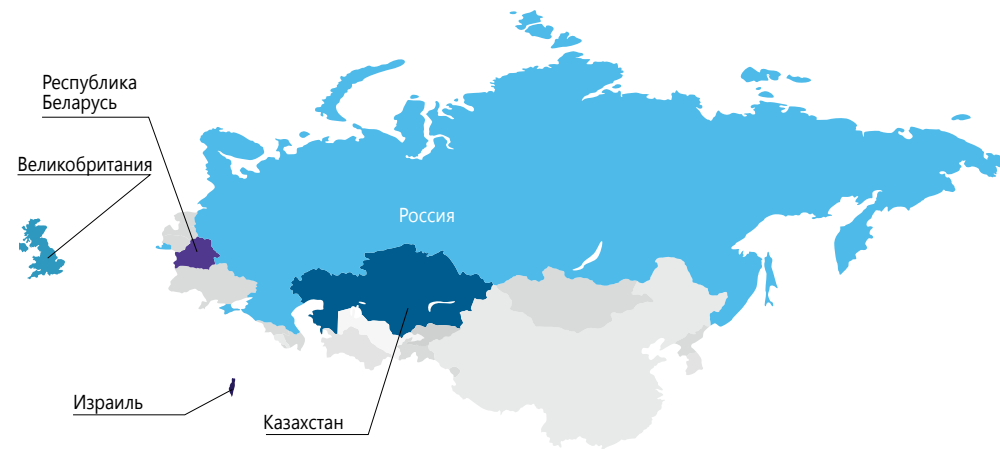 Республика
Беларусь
Великобритания
Россия
Израиль
Казахстан